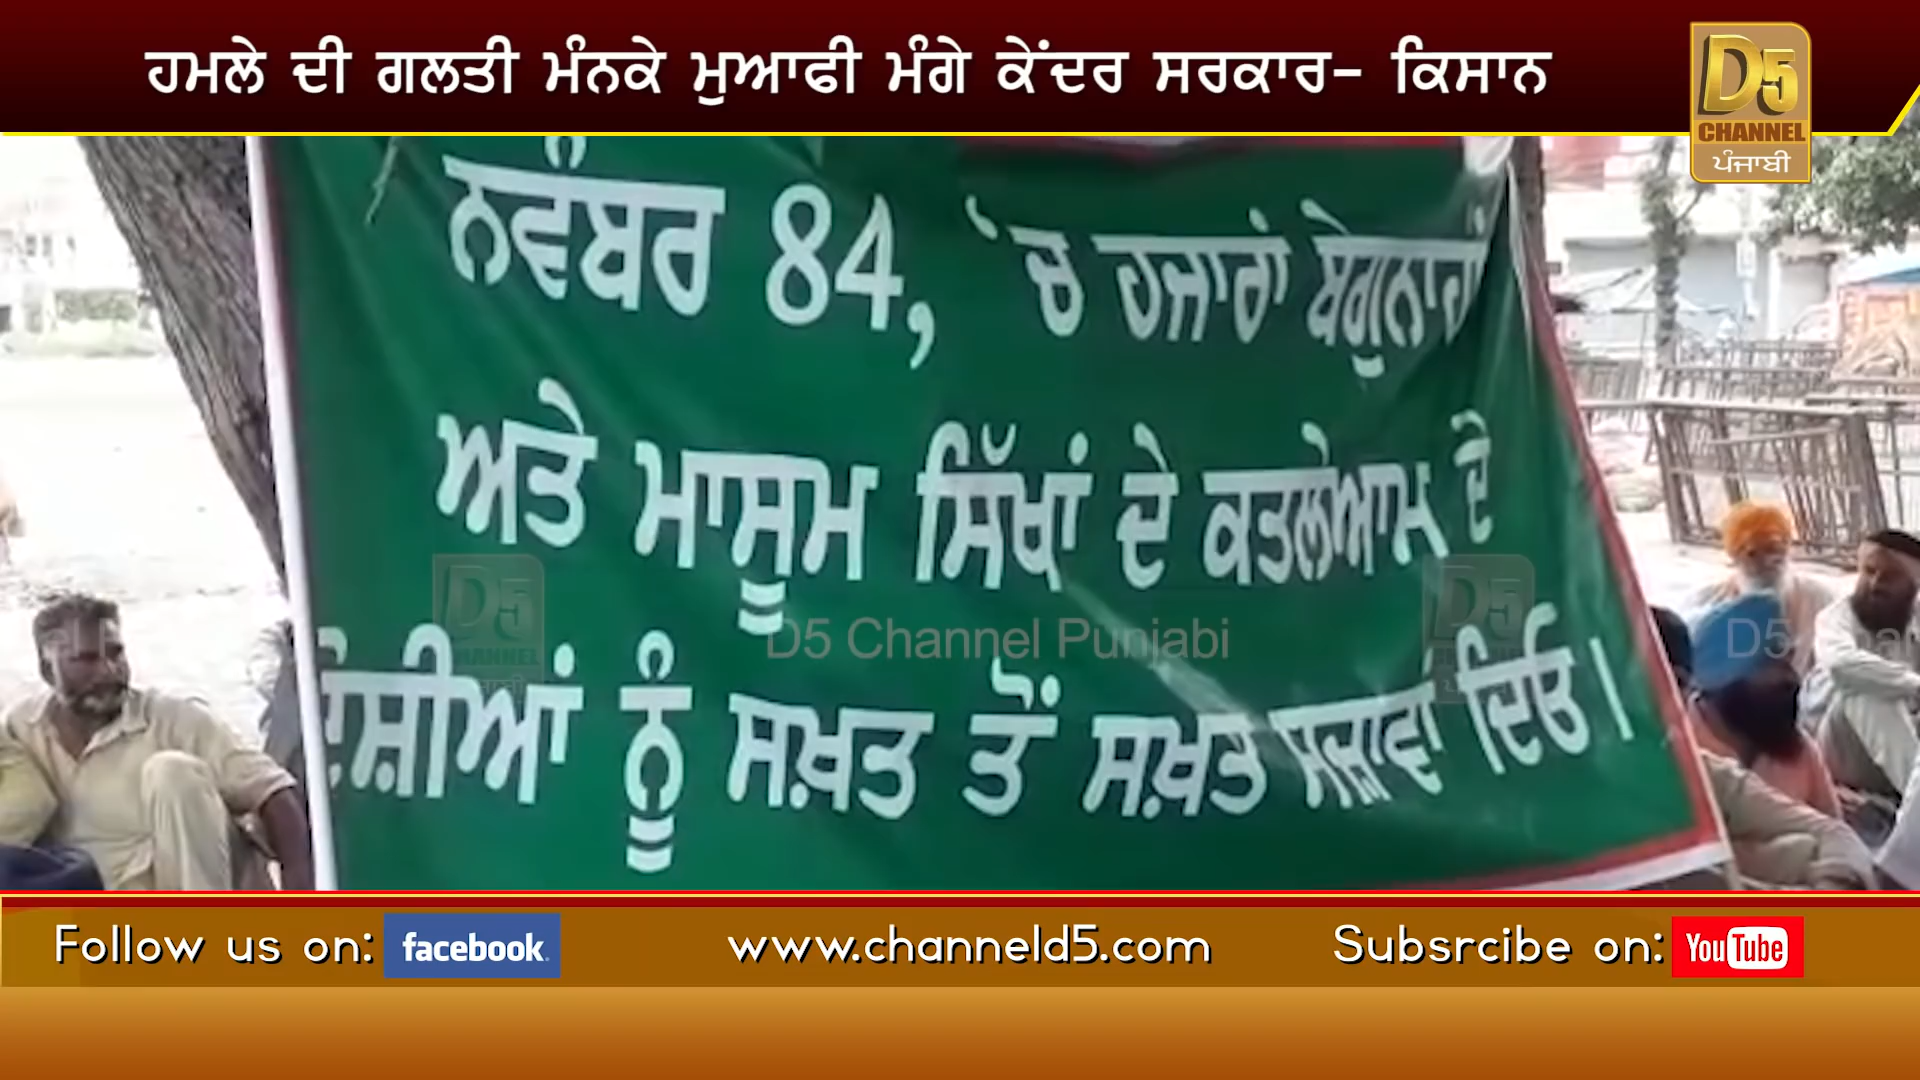 ਹਮਲੇ ਦੀ ਗਲਤੀ ਮੰਨਕੇ ਮੁਆਫੀ ਮੰਗੇ ਕੇਂਦਰ ਸਰਕਾਰ- ਕਿਸਾਨ
D5
CHANNEL
ਪੰਜਾਬੀ
ਨਵੰਬਰ 84, 'ਚ ਹਜਾਰਾਂ ਬੇਗੁਨਾਹਾਂ
ਅਤੇ ਮਾਸੂਮ ਸਿੱਖਾਂ ਦੇ ਕਤਲੇਆਮ ਦੇ
ਦੋਸ਼ੀਆਂ ਨੂੰ ਸਖ਼ਤ ਤੋਂ ਸਖ਼ਤ ਸਜ਼ਾਵਾਂ ਦਿਓ।
D5 Channel Punjabi
Follow us on: facebook. www.channeld5.com Subsrcibe on: YouTube